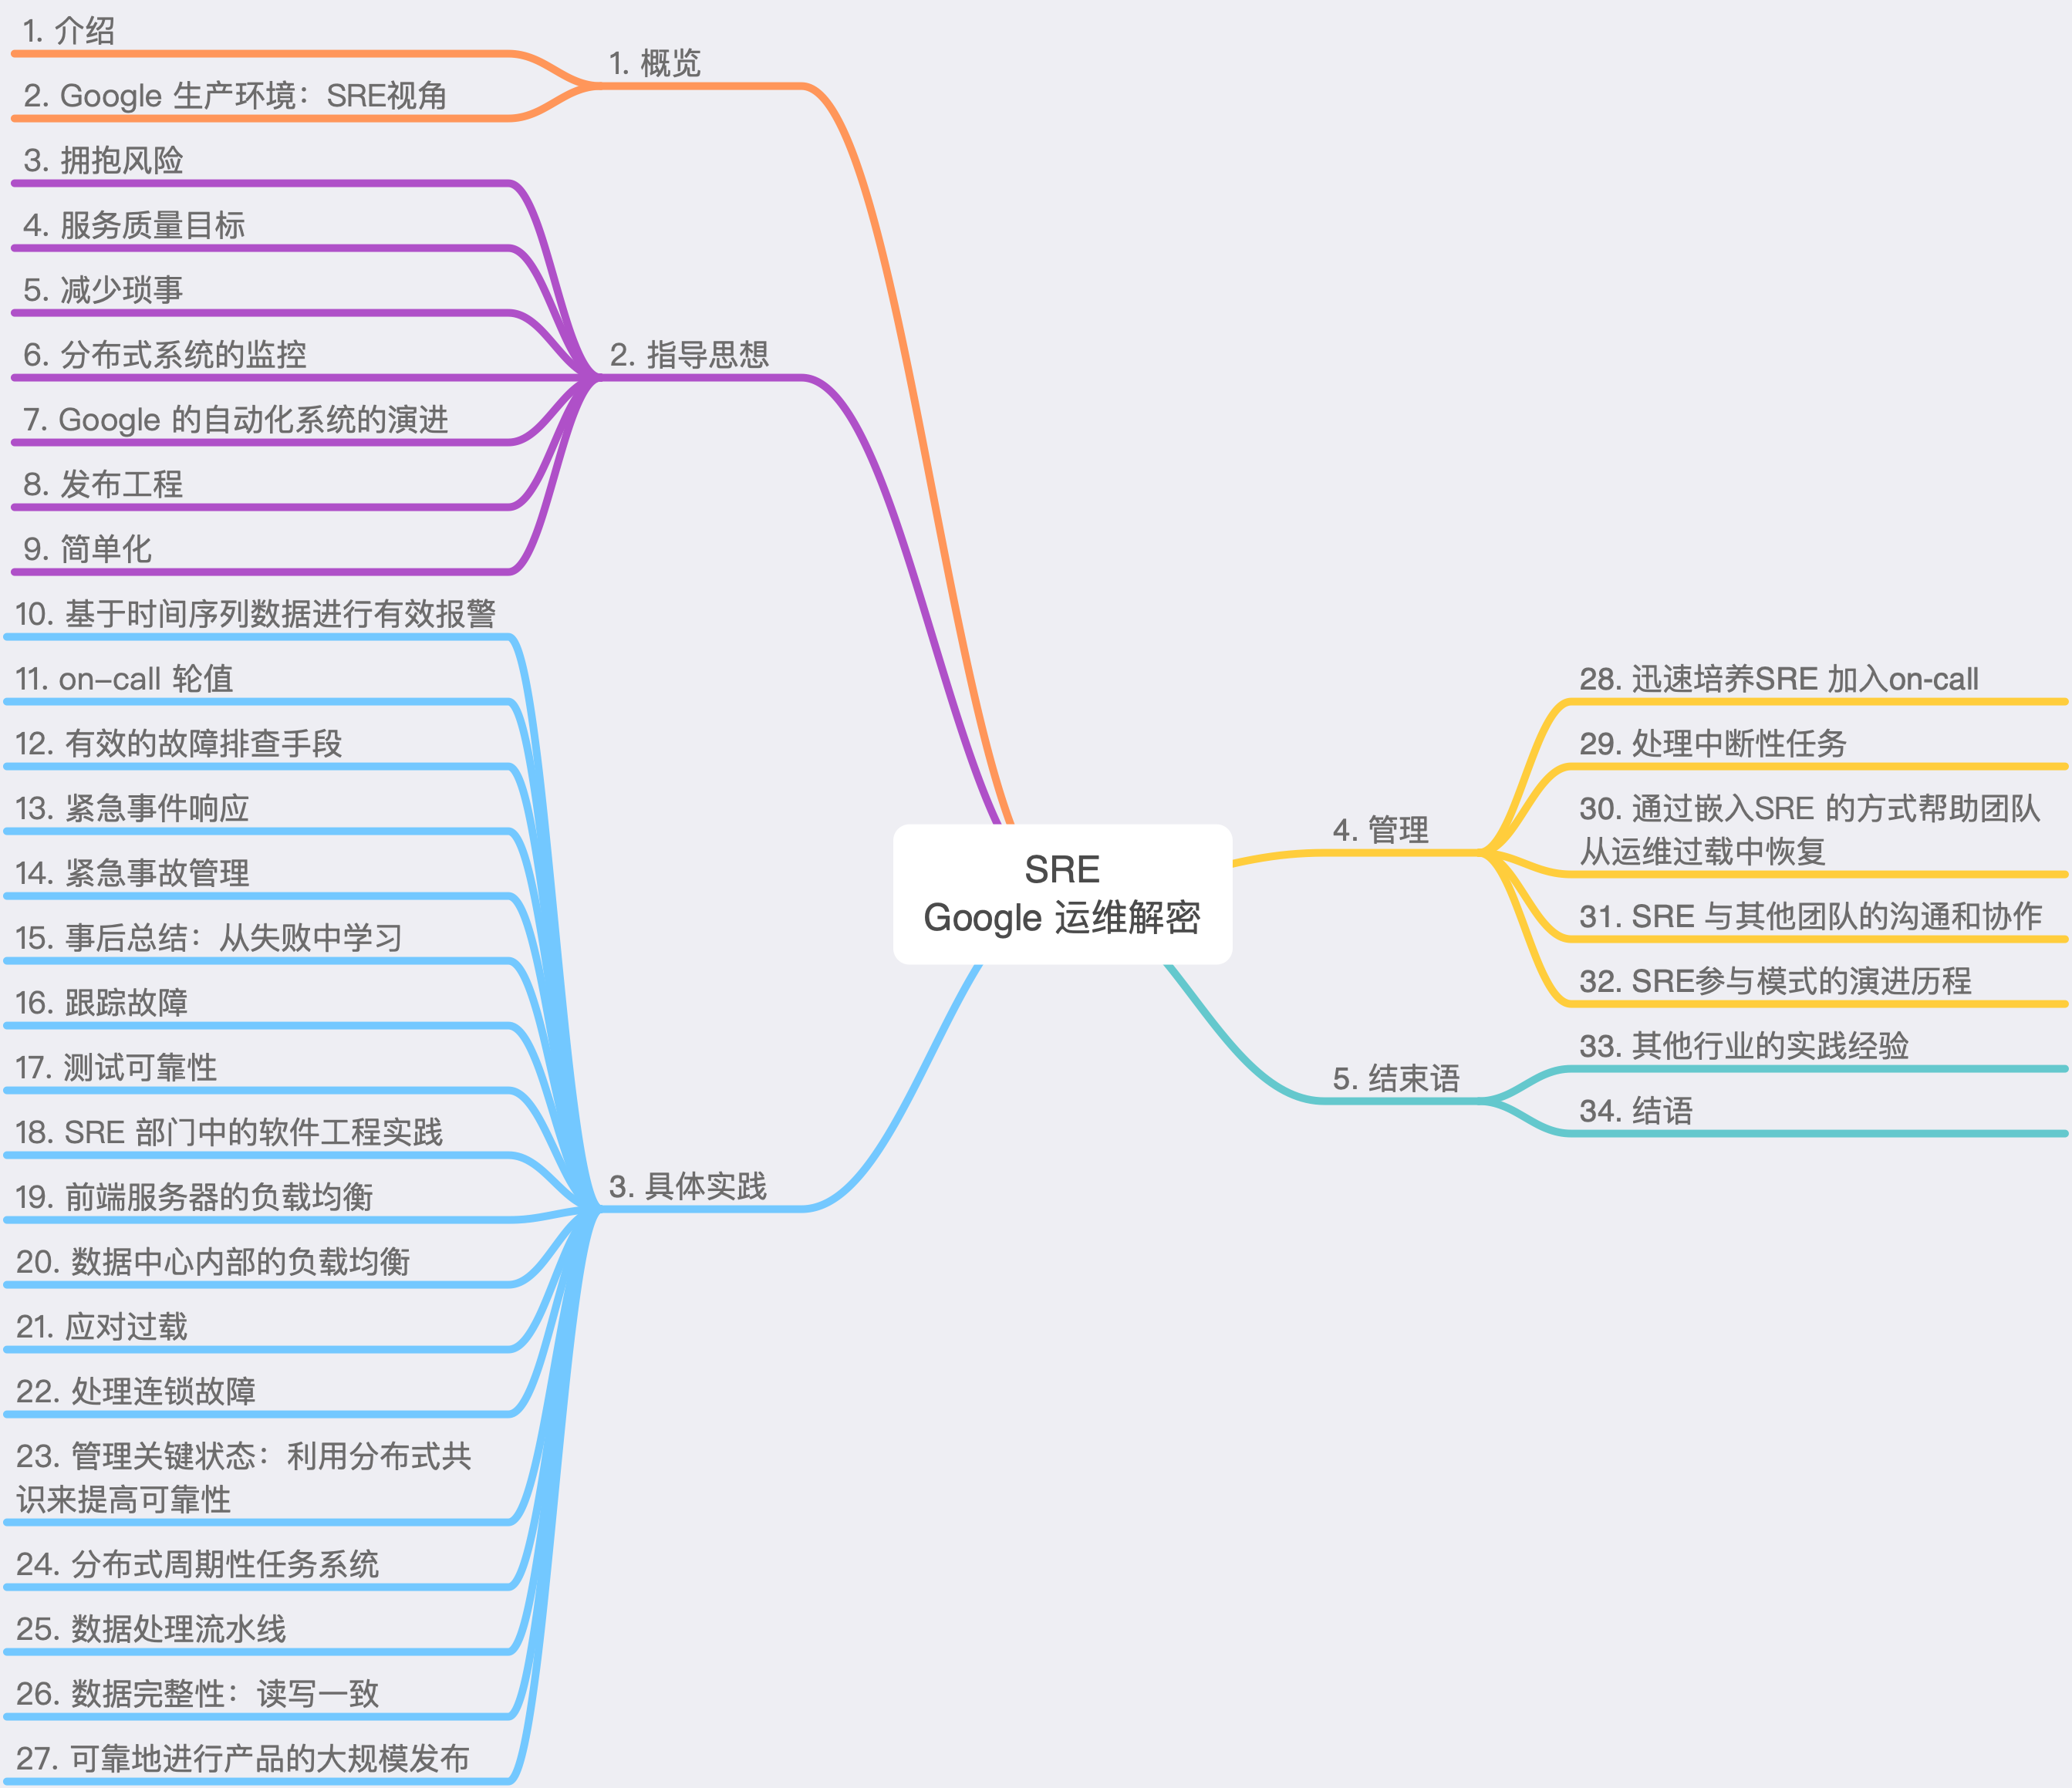 SRE
Google 运维解密
1. 概览
1. 介绍
2. Google 生产环境：SRE视角
2. 指导思想
3. 拥抱风险
4. 服务质量目标
5. 减少琐事
6. 分布式系统的监控
7. Google 的自动化系统的演进
8. 发布工程
9. 简单化
3. 具体实践
10. 基于时间序列数据进行有效报警
11. on–call 轮值
12. 有效的故障排查手段
13. 紧急事件响应
14. 紧急事故管理
15. 事后总结：从失败中学习
16. 跟踪故障
17. 测试可靠性
18. SRE 部门中的软件工程实践
19. 前端服务器的负载均衡
20. 数据中心内部的负载均衡
21. 应对过载
22. 处理连锁故障
23. 管理关键状态：利用分布式共
识来提高可靠性
24. 分布式周期性任务系统
25. 数据处理流水线
26. 数据完整性：读写一致
27. 可靠地进行产品的大规模发布
4. 管理
28. 迅速培养SRE 加入on-call
29. 处理中断性任务
30. 通过嵌入SRE 的方式帮助团队
从运维过载中恢复
31. SRE 与其他团队的沟通和协作
32. SRE参与模式的演进历程
5. 结束语
33. 其他行业的实践经验
34. 结语